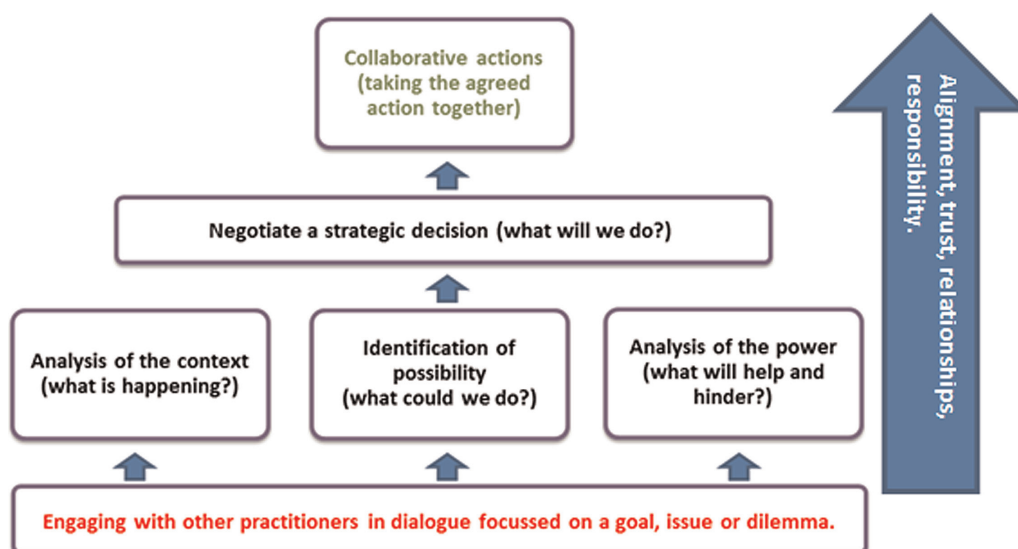 Collaborative actions
(taking the agreed
action together)
Negotiate a strategic decision (what will we do?)
Analysis of the context
(what is happening?)
Identification of
possibility
(what could we do?)
Analysis of the power
(what will help and
hinder?)
Engaging with other practitioners in dialogue focussed on a goal, issue or dilemma.
Alignment, trust, relationships,
responsibility.